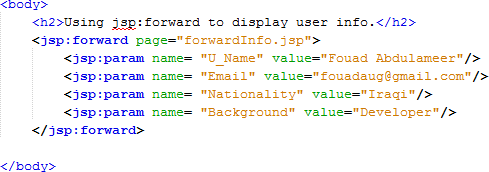 <body>
<h2>Using jsp:forward to display user info.</h2>
<jsp:forward page="forwardInfo.jsp">
<jsp:param name= "U_Name" value="Fouad Abdulameer"/>
<jsp:param name= "Email" value="fouadaug@gmail.com"/>
<jsp:param name= "Nationality" value="Iraqi"/>
<jsp:param name= "Background" value="Developer"/>
</jsp:forward>
</body>